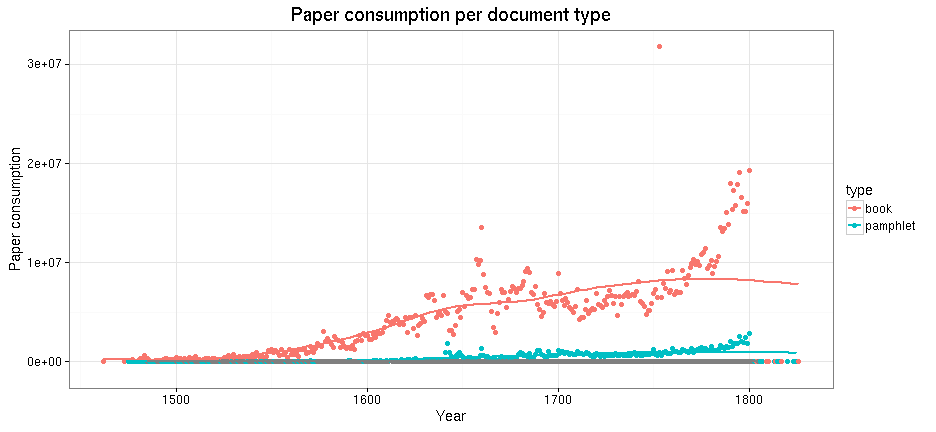 Paper consumption per document type
3e+07
2e+07
1e+07
0e+00
Paper consumption
1500
1600
1700
1800
Year
type
book
pamphlet